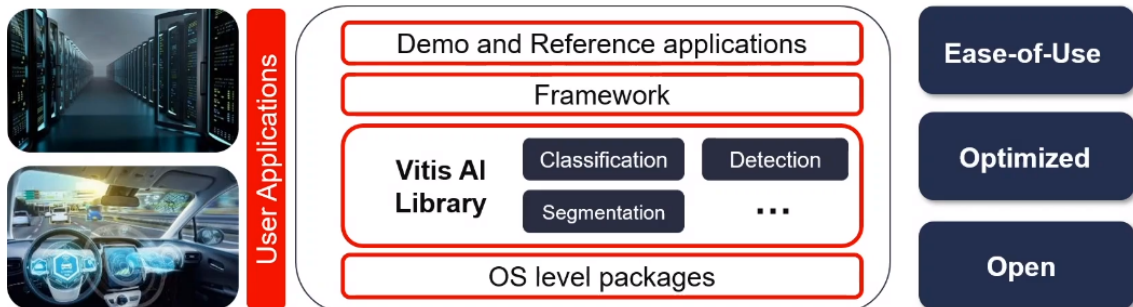 User Applications
Demo and Reference applications
Framework
Vitis AI
Library
Classification
Detection
Segmentation
...
OS level packages
Ease-of-Use
Optimized
Open